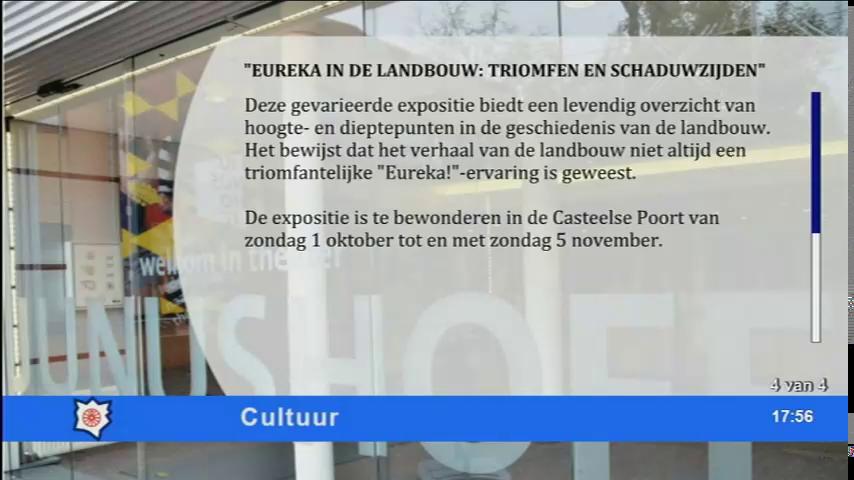 "EUREKA IN DE LANDBOUW: TRIOMFEN EN SCHADUWZIJDEN"
Deze gevarieerde expositie biedt een levendig overzicht van
hoogte- en dieptepunten in de geschiedenis van de landbouw.
Het bewijst dat het verhaal van de landbouw niet altijd een
triomfantelijke "Eureka!"-ervaring is geweest.
De expositie is te bewonderen in de Casteelse Poort van
zondag 1 oktober tot en met zondag 5 november.
welkom in theater
JUNUSHOFF
4 van 4
Cultuur
17:56